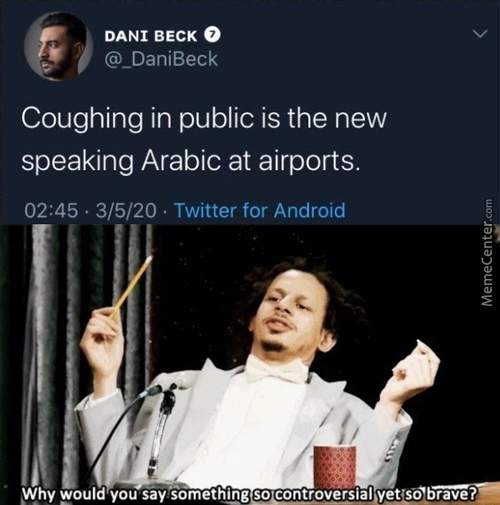 DANI BECK 7
@_DaniBeck
Coughing in public is the new
speaking Arabic at airports.
02:45 · 3/5/20 · Twitter for Android
MemeCenter.com
Why would you say something so controversial yet so brave?